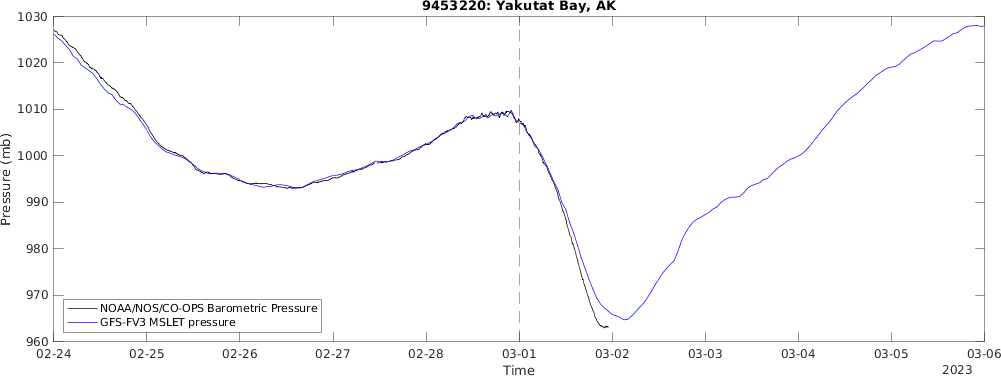 9453220: Yakutat Bay, AK
1030
1020
1010
1000
990
980
970
960
Pressure (mb)
NOAA/NOS/CO-OPS Barometric Pressure
GFS-FV3 MSLET pressure
02-24 02-25 02-26 02-27 02-28 03-01 03-02 03-03 03-04 03-05 03-06
Time
2023